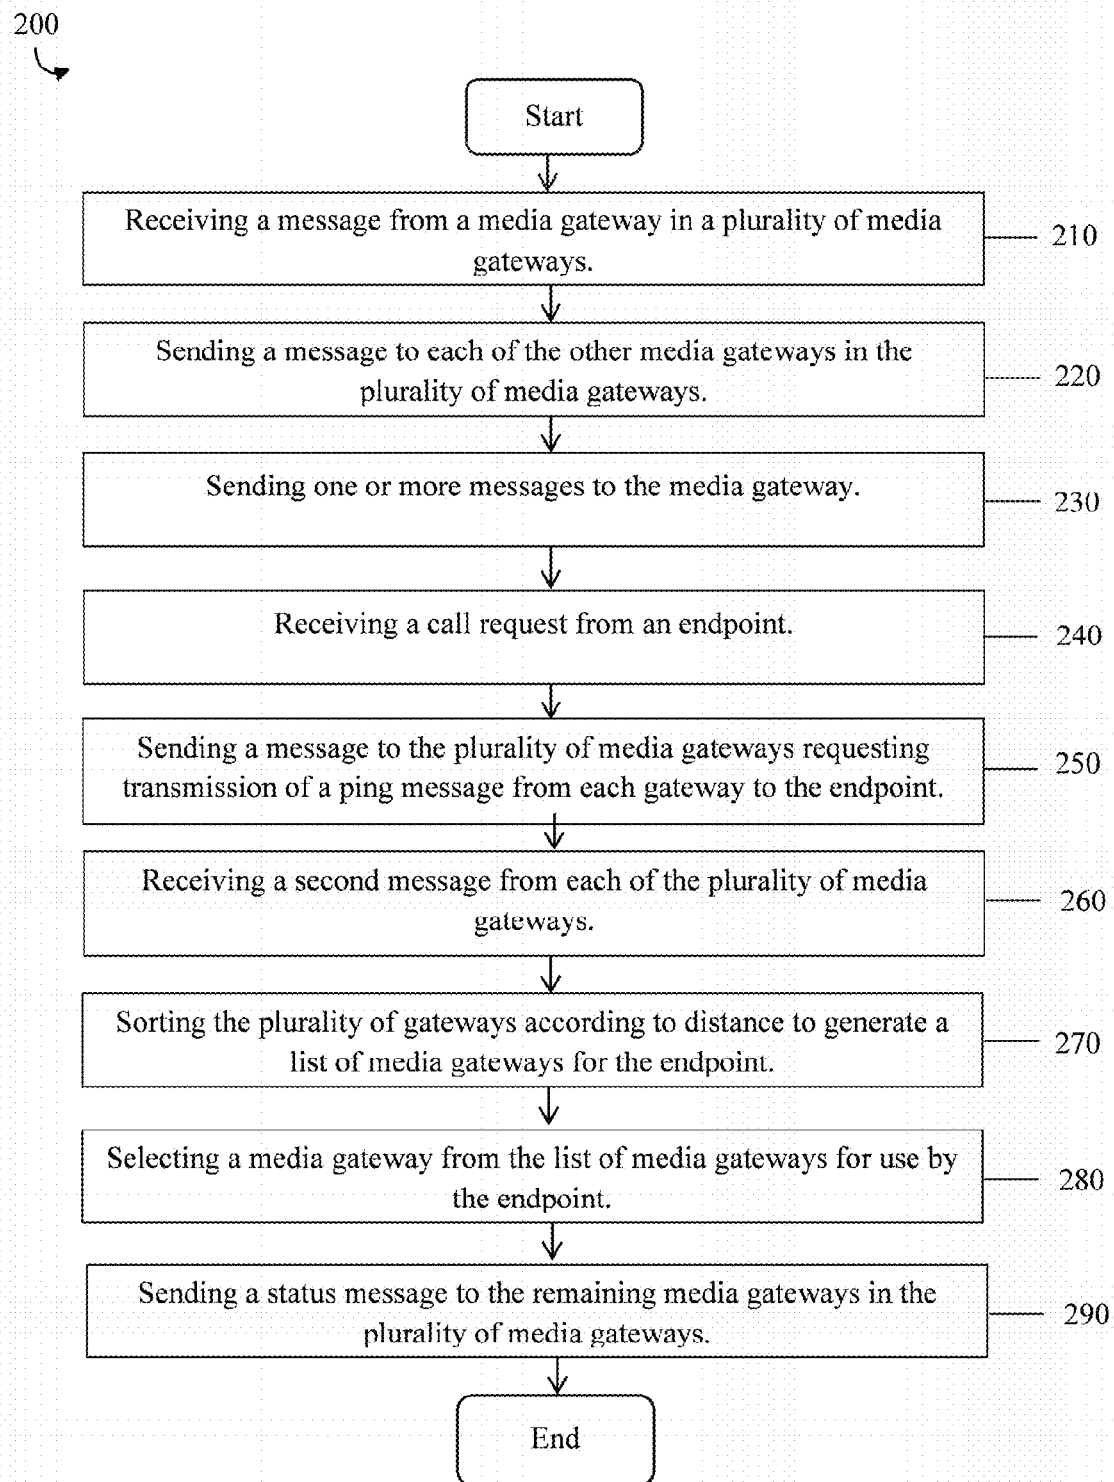 200
Start
Receiving a message from a media gateway in a plurality of media
gateways.
210
Sending a message to each of the other media gateways in the
plurality of media gateways.
220
Sending one or more messages to the media gateway.
230
Receiving a call request from an endpoint.
240
Sending a message to the plurality of media gateways requesting
transmission of a ping message from each gateway to the endpoint.
250
Receiving a second message from each of the plurality of media
gateways.
260
Sorting the plurality of gateways according to distance to generate a
list of media gateways for the endpoint.
270
Selecting a media gateway from the list of media gateways for use by
the endpoint.
280
Sending a status message to the remaining media gateways in the
plurality of media gateways.
290
End